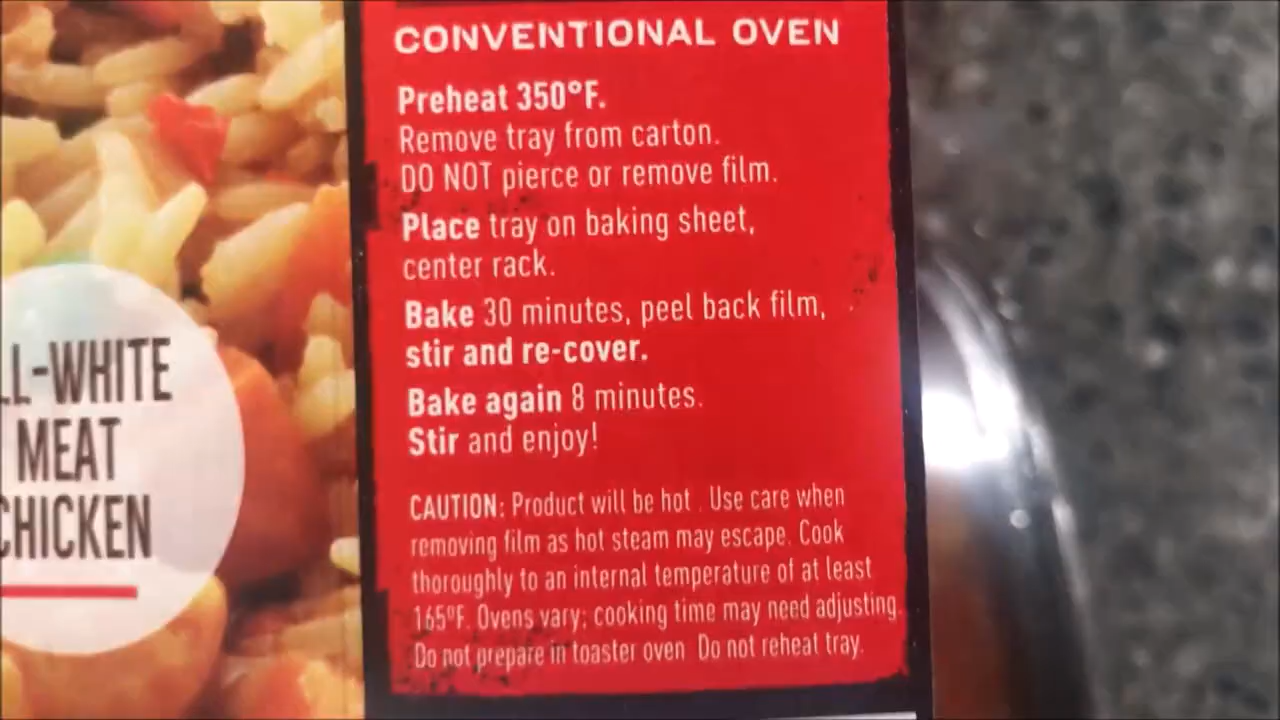 CONVENTIONAL OVEN
Preheat 350°F.
Remove tray from carton.
DO NOT pierce or remove film.
Place tray on baking sheet,
center rack.
Bake 30 minutes, peel back film,
stir and re-cover.
Bake again 8 minutes.
Stir and enjoy!
CAUTION: Product will be hot . Use care when
removing film as hot steam may escape. Cook
thoroughly to an internal temperature of at least
165ºF. Ovens vary; cooking time may need adjusting.
Do not prepare in toaster oven Do not reheat tray.
LL-WHITE
MEAT
CHICKEN